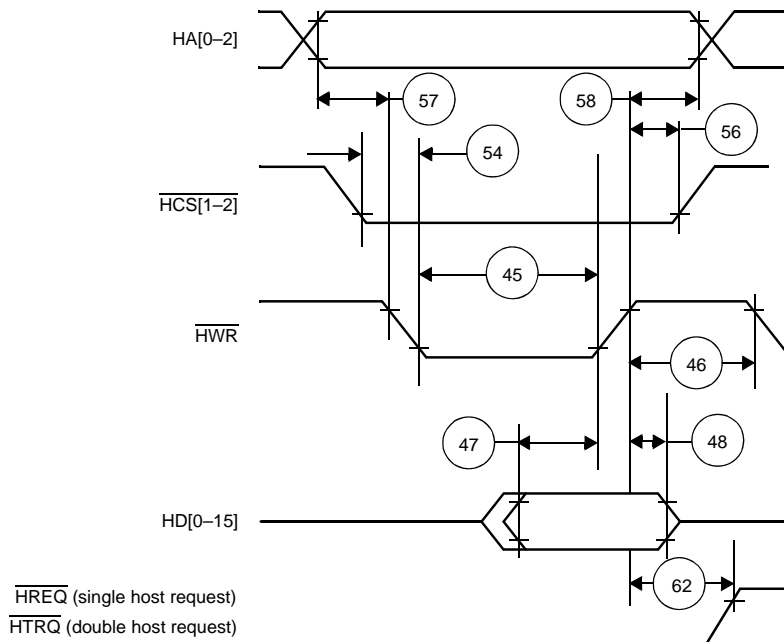 HA[0–2]
57
58
56
54
HCS[1–2]
45
HWR
46
47
48
HD[0–15]
62
HREQ (single host request)
HTRQ (double host request)